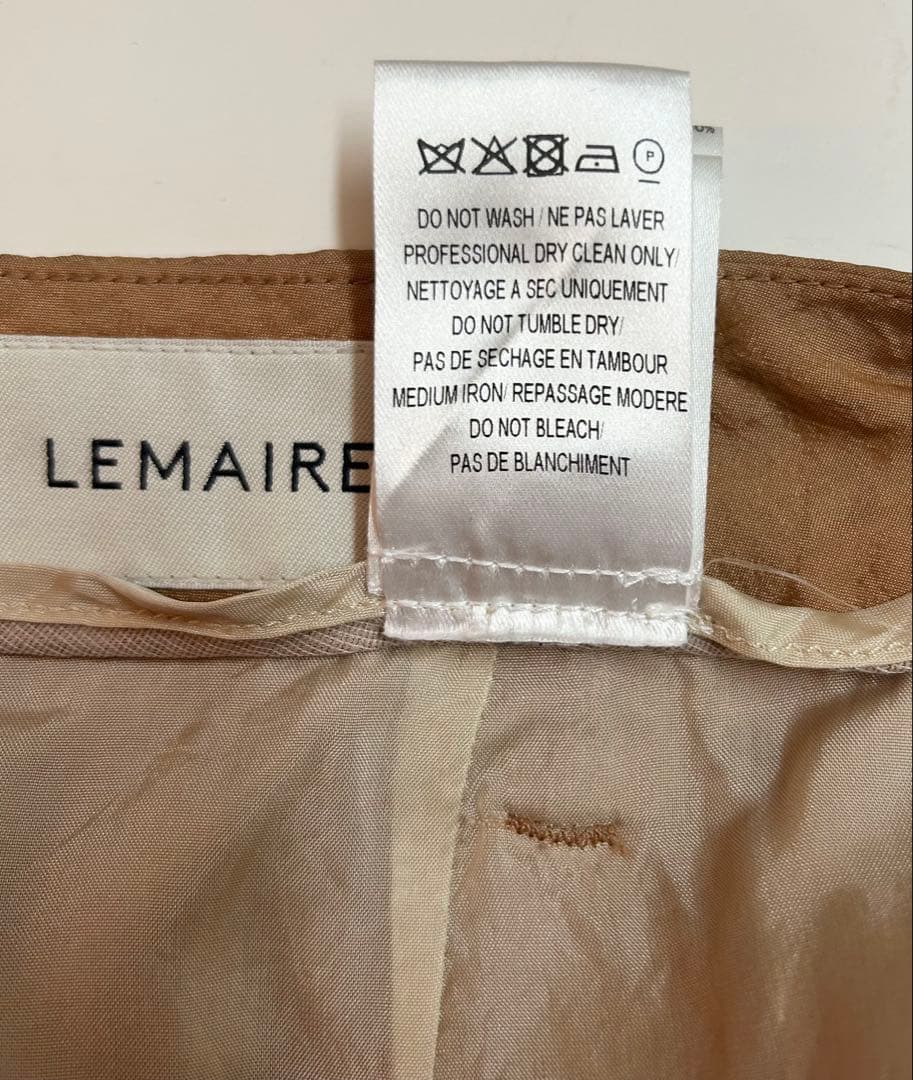 P
DO NOT WASH / NE PAS LAVER
PROFESSIONAL DRY CLEAN ONLY/
NETTOYAGE A SEC UNIQUEMENT
DO NOT TUMBLE DRY/
PAS DE SECHAGE EN TAMBOUR
MEDIUM IRON/ REPASSAGE MODERE
DO NOT BLEACH/
PAS DE BLANCHIMENT
LEMAIRE